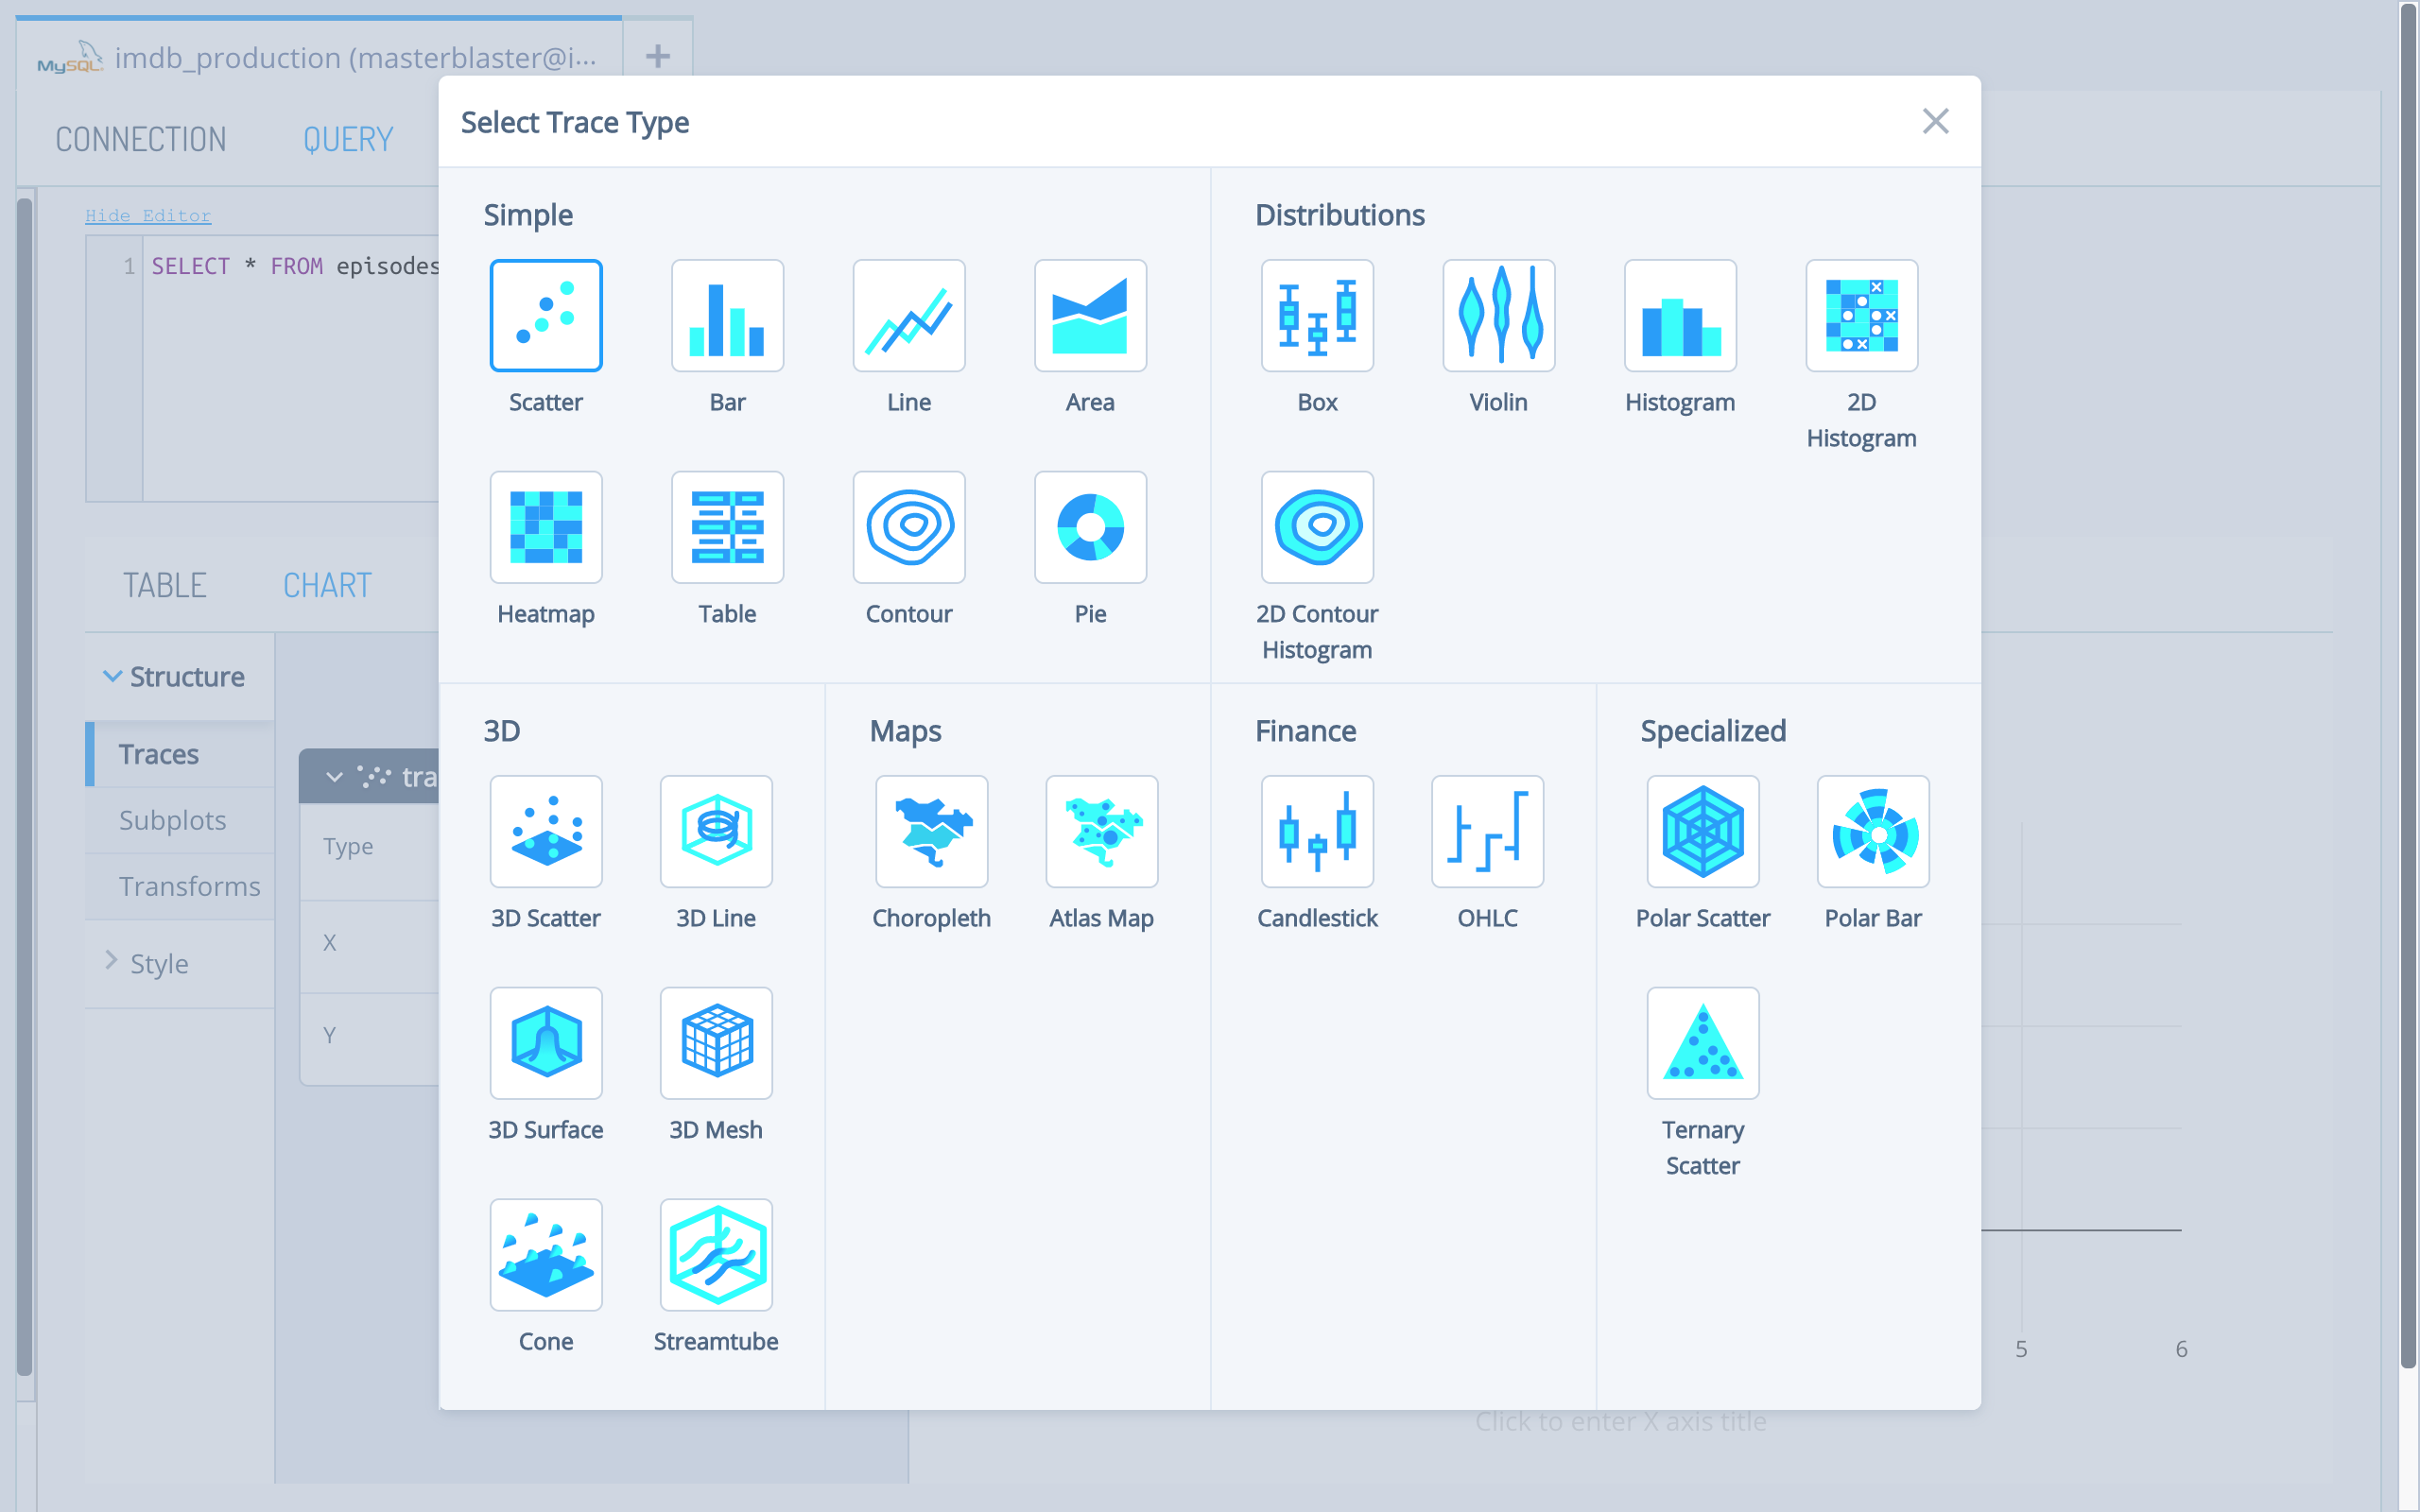 MySQL imdb_production (masterblaster@i...
CONNECTION QUERY
Hide Editor
1 SELECT * FROM episodes
TABLE CHART
Structure
Traces
Subplots
Transforms
Style
tra
Type
X
Y
Select Trace Type
Simple
Scatter Bar Line Area
Heatmap Table Contour Pie
Distributions
Box Violin Histogram 2D
Histogram
2D Contour
Histogram
3D
3D Scatter 3D Line
3D Surface 3D Mesh
Cone Streamtube
Maps
Choropleth Atlas Map
Finance
Candlestick OHLC
Specialized
Polar Scatter Polar Bar
Ternary
Scatter
5 6
Click to enter X axis title